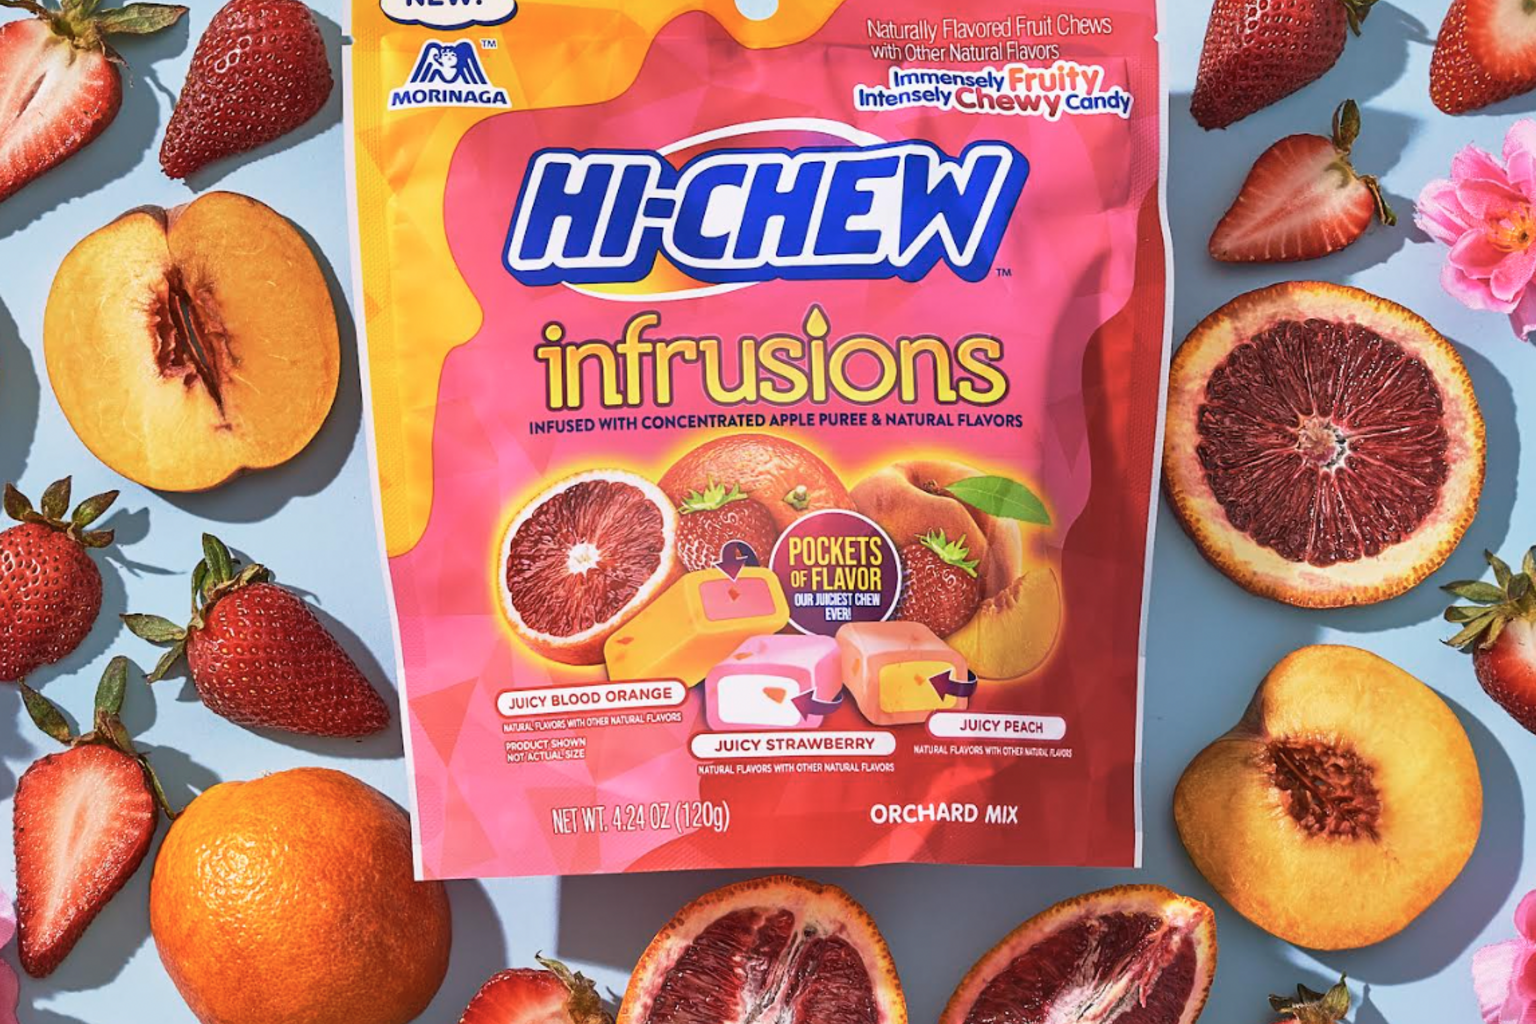 NEW!
MORINAGA™
Naturally Flavored Fruit Chews
with Other Natural Flavors
Immensely Fruity
Intensely Chewy Candy
HI-CHEW™
infrusions
INFUSED WITH CONCENTRATED APPLE PUREE & NATURAL FLAVORS
POCKETS
OF FLAVOR
OUR JUICIEST CHEW
EVER!
JUICY BLOOD ORANGE
NATURAL FLAVORS WITH OTHER NATURAL FLAVORS
PRODUCT SHOWN
NOT ACTUAL SIZE
JUICY STRAWBERRY
NATURAL FLAVORS WITH OTHER NATURAL FLAVORS
JUICY PEACH
NATURAL FLAVORS WITH OTHER NATURAL FLAVORS
NET WT. 4.24 OZ (120g)
ORCHARD MIX